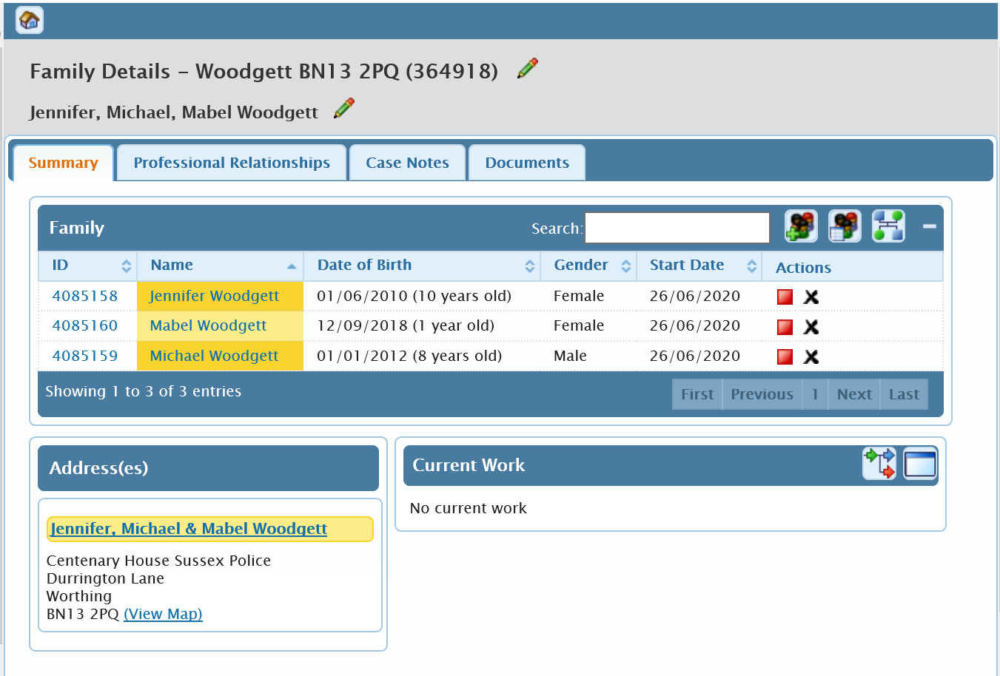 Family Details – Woodgett BN13 2PQ (364918)
Jennifer, Michael, Mabel Woodgett
Summary Professional Relationships Case Notes Documents
Family Search:
ID Name Date of Birth Gender Start Date Actions
4085158 Jennifer Woodgett 01/06/2010 (10 years old) Female 26/06/2020
4085160 Mabel Woodgett 12/09/2018 (1 year old) Female 26/06/2020
4085159 Michael Woodgett 01/01/2012 (8 years old) Male 26/06/2020
Showing 1 to 3 of 3 entries First Previous 1 Next Last
Address(es)
Jennifer, Michael & Mabel Woodgett
Centenary House Sussex Police
Durrington Lane
Worthing
BN13 2PQ (View Map)
Current Work
No current work